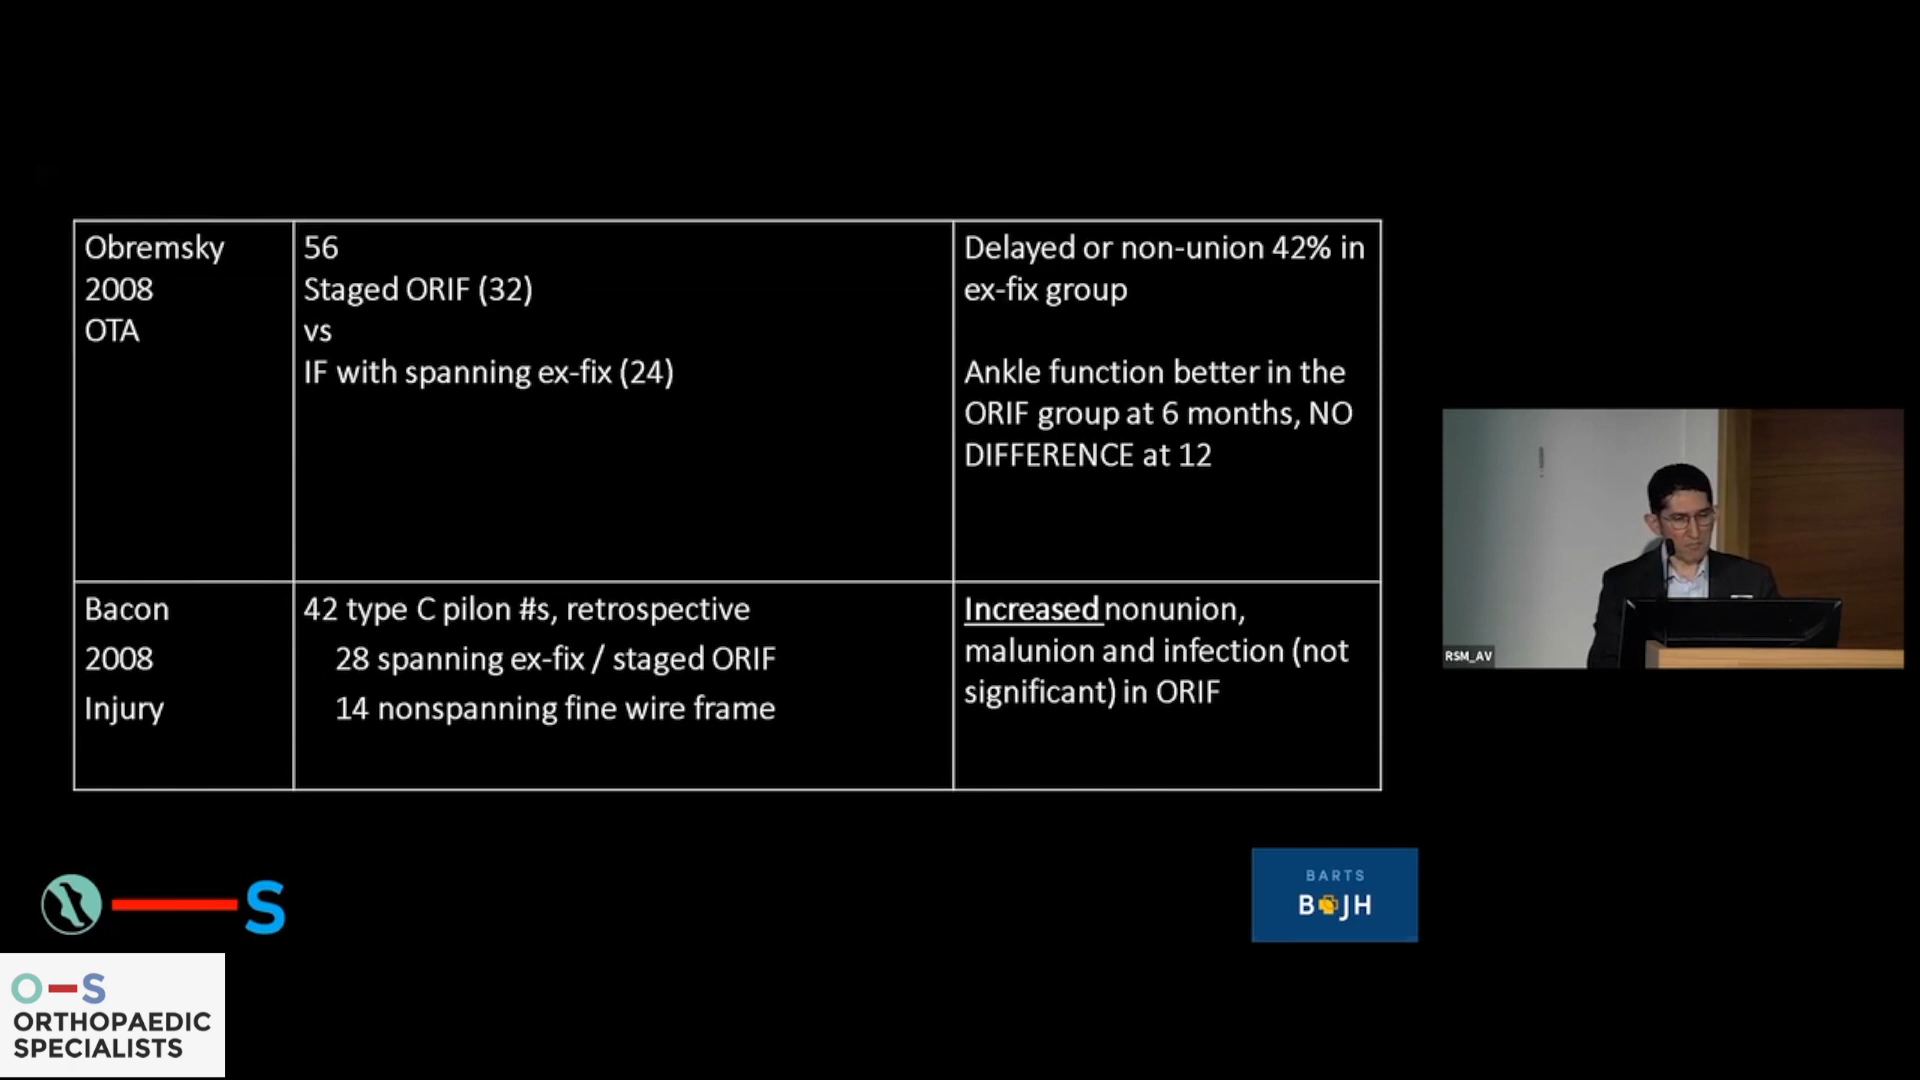 Obremsky
2008
OTA
56
Staged ORIF (32)
vs
IF with spanning ex-fix (24)
Delayed or non-union 42% in
ex-fix group
Ankle function better in the
ORIF group at 6 months, NO
DIFFERENCE at 12
Bacon
2008
Injury
42 type C pilon #s, retrospective
28 spanning ex-fix / staged ORIF
14 nonspanning fine wire frame
Increased nonunion,
malunion and infection (not
significant) in ORIF
RSM_AV
S
BARTS
B JH
O-S
ORTHOPAEDIC
SPECIALISTS